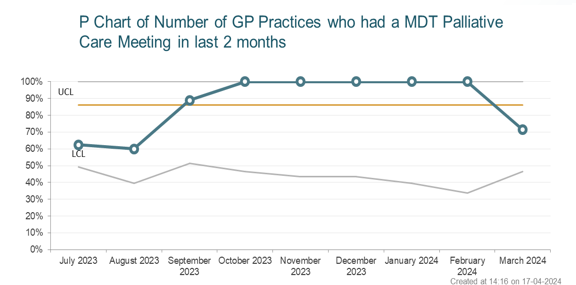 P Chart of Number of GP Practices who had a MDT Palliative
Care Meeting in last 2 months
100%
UCL
90%
80%
70%
60%
LCL
50%
40%
30%
20%
10%
0%
July 2023 August 2023 September 2023 October 2023 November 2023 December 2023 January 2024 February 2024 March 2024
Created at 14:16 on 17-04-2024